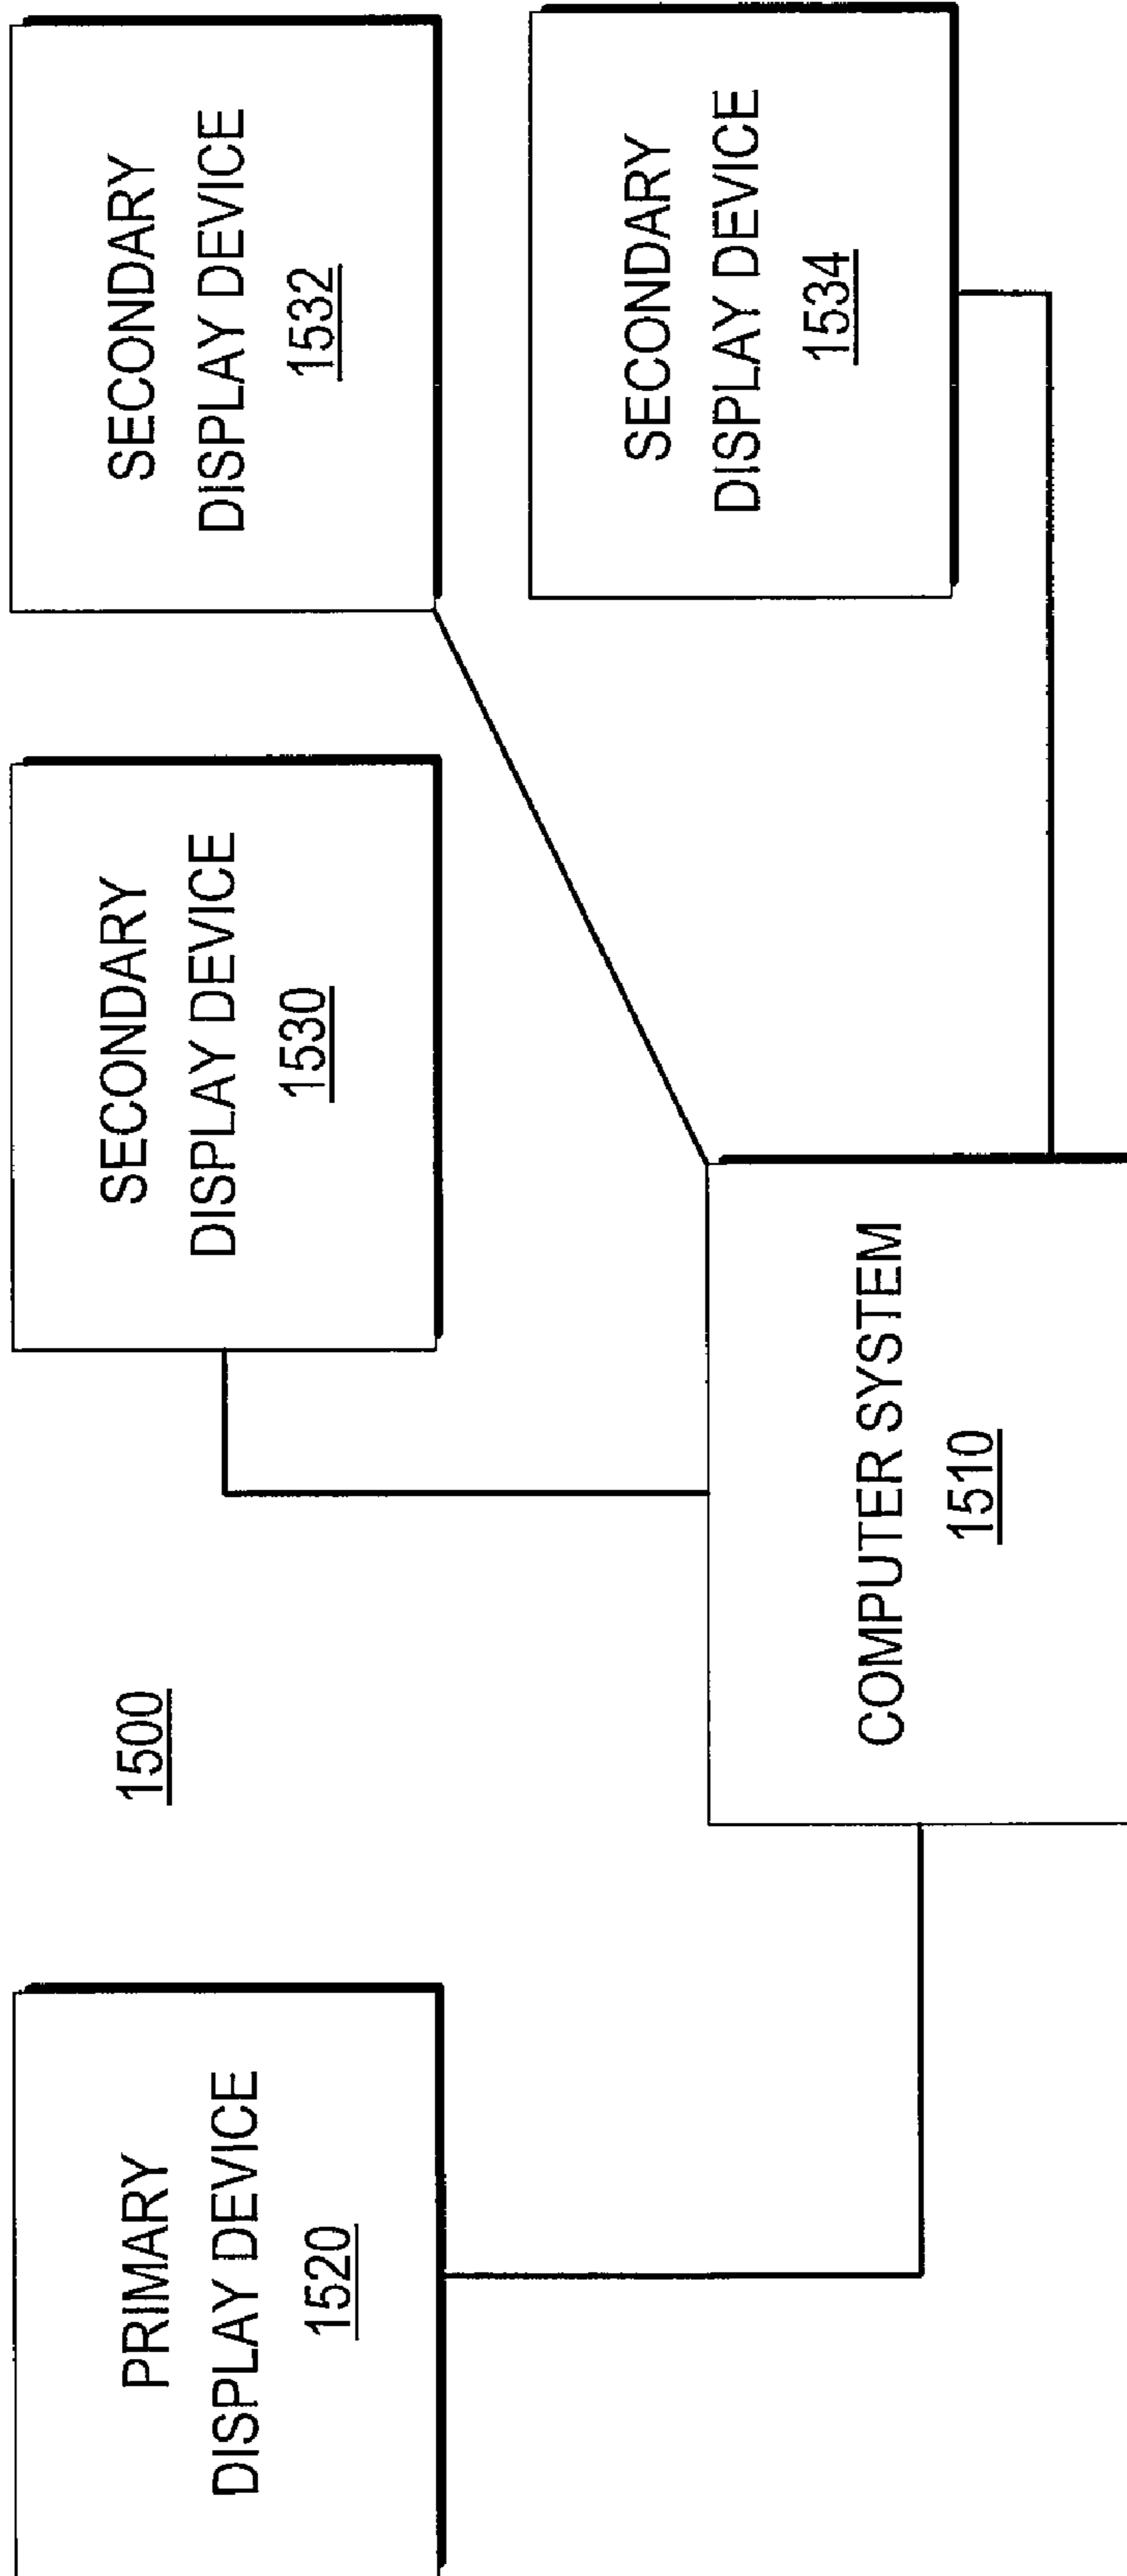 1500
PRIMARY
DISPLAY DEVICE
1520
SECONDARY
DISPLAY DEVICE
1530
SECONDARY
DISPLAY DEVICE
1532
SECONDARY
DISPLAY DEVICE
1534
COMPUTER SYSTEM
1510